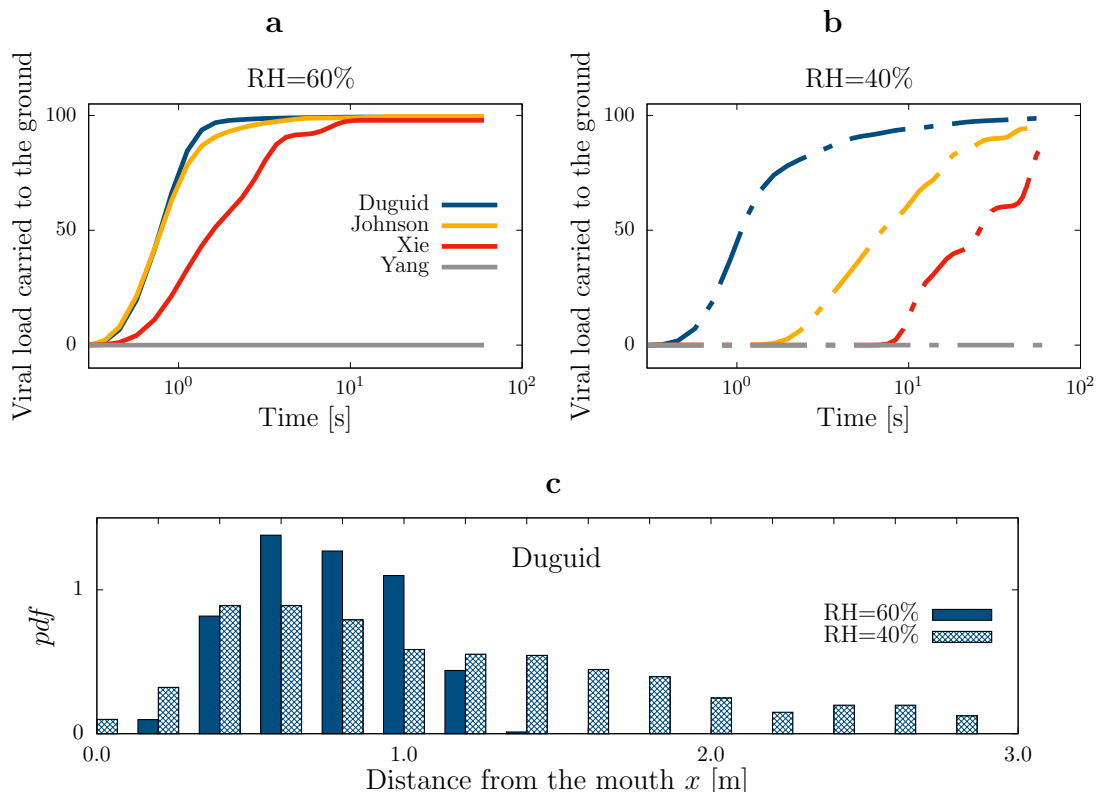 a
RH=60%
Viral load carried to the ground
100
50
0
Duguid
Johnson
Xie
Yang
10^0
10^1
10^2
Time [s]
b
RH=40%
Viral load carried to the ground
100
50
0
10^0
10^1
10^2
Time [s]
c
Duguid
pdf
1
0
RH=60%
RH=40%
0.0
1.0
2.0
3.0
Distance from the mouth x [m]